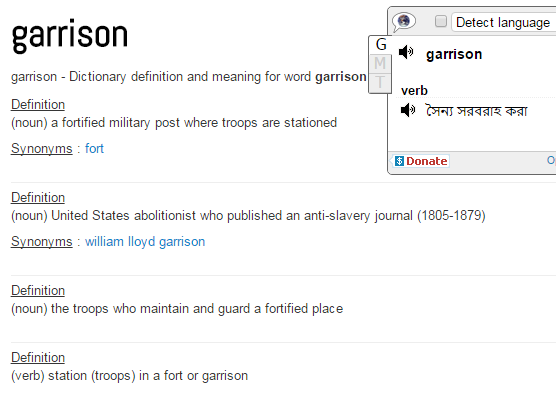 garrison
garrison - Dictionary definition and meaning for word garrison
Definition
(noun) a fortified military post where troops are stationed
Synonyms : fort
Definition
(noun) United States abolitionist who published an anti-slavery journal (1805-1879)
Synonyms : william lloyd garrison
Definition
(noun) the troops who maintain and guard a fortified place
Definition
(verb) station (troops) in a fort or garrison
Detect language
G
M
T
garrison
verb
সৈন্য সরবরাহ করা
$ Donate